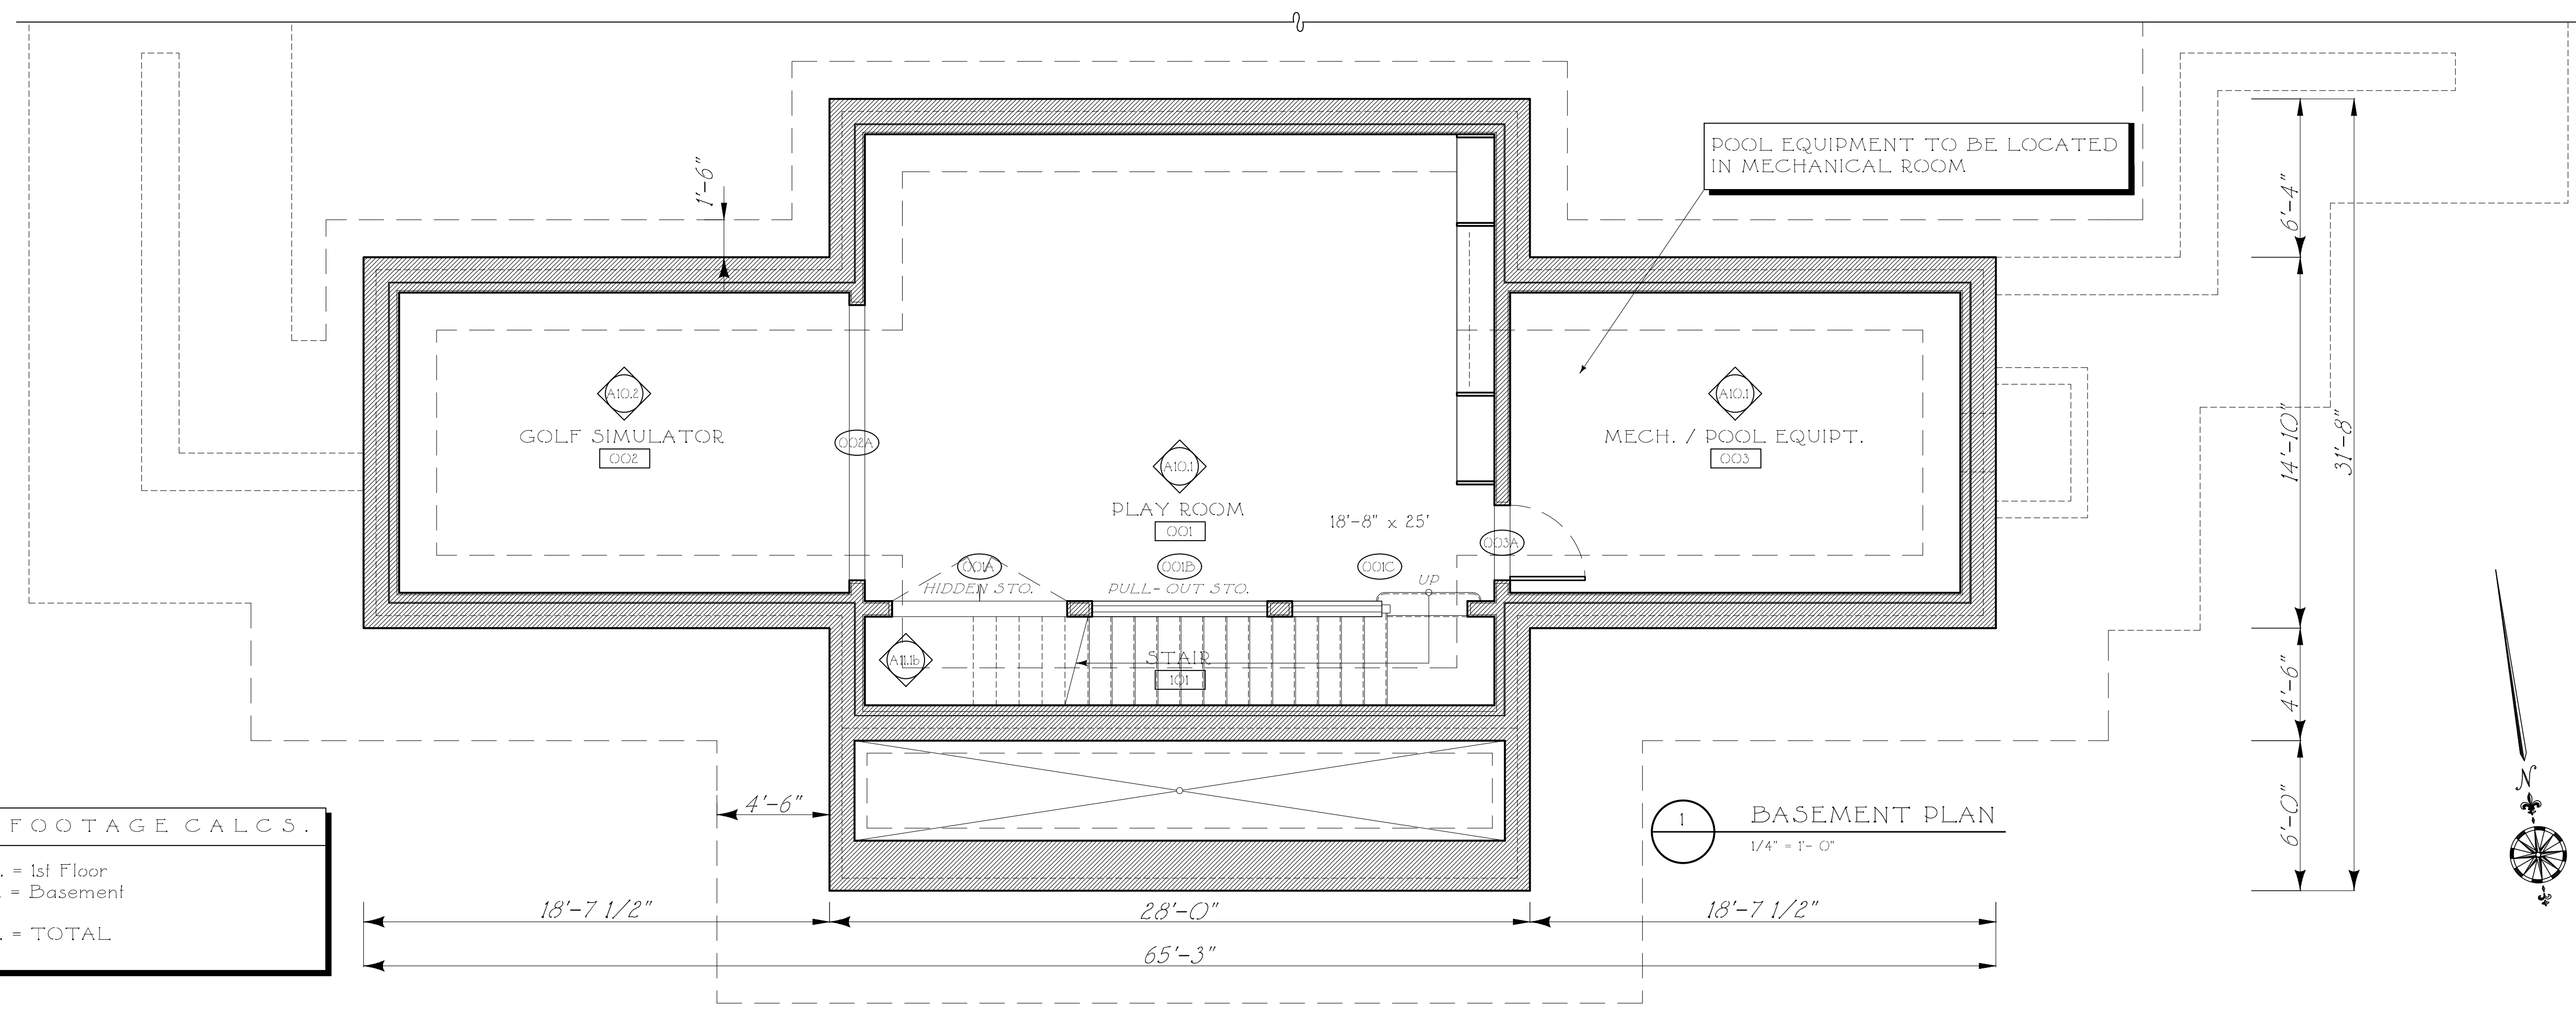 1'-6"
POOL EQUIPMENT TO BE LOCATED
IN MECHANICAL ROOM
6'-4"
14'-10"
31'-8"
4'-6"
6'-0"
A10.2
GOLF SIMULATOR
002
002A
A10.1
PLAY ROOM
001
18'-8" x 25'
A10.1
MECH. / POOL EQUIPT.
003
003A
001A
HIDDEN STO.
001B
PULL-OUT STO.
001C
UP
A11.1b
STAIR
101
N
4'-6"
1
BASEMENT PLAN
1/4" = 1'- 0"
FOOTAGE CALCS.
. = 1st Floor
. = Basement
. = TOTAL
18'-7 1/2"
28'-0"
18'-7 1/2"
65'-3"